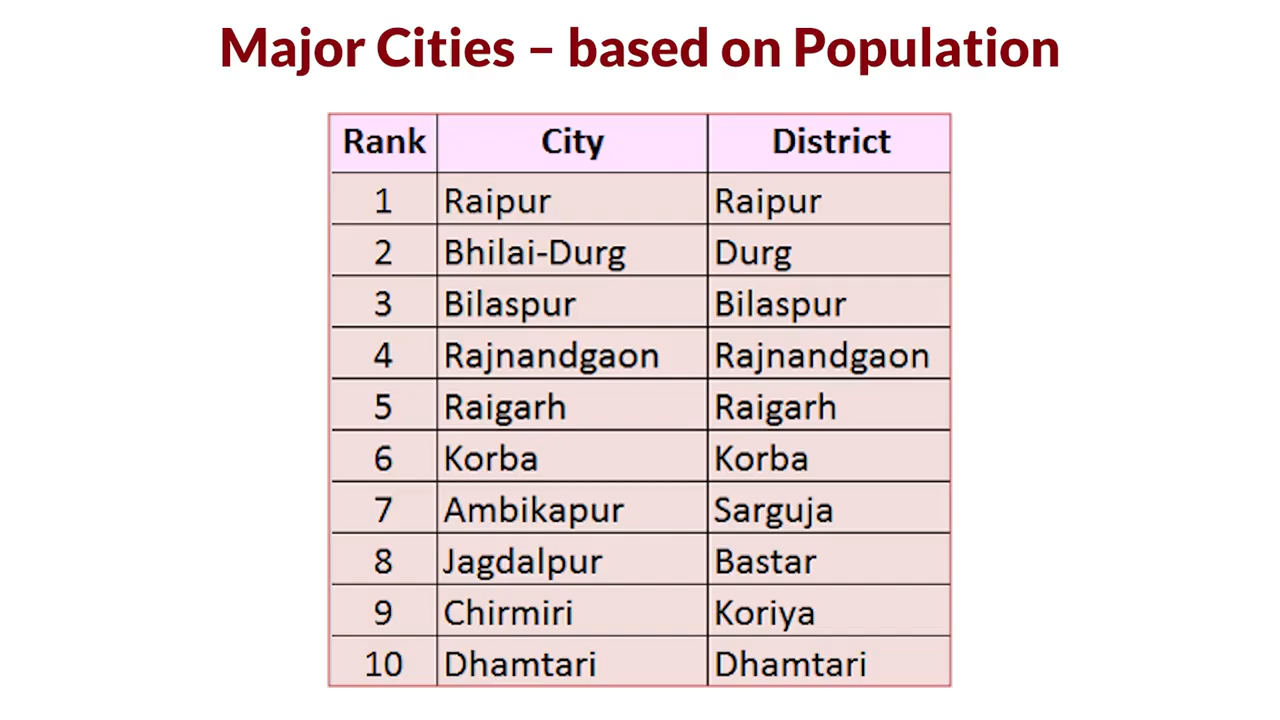 Major Cities – based on Population
Rank City District
1 Raipur Raipur
2 Bhilai-Durg Durg
3 Bilaspur Bilaspur
4 Rajnandgaon Rajnandgaon
5 Raigarh Raigarh
6 Korba Korba
7 Ambikapur Sarguja
8 Jagdalpur Bastar
9 Chirmiri Koriya
10 Dhamtari Dhamtari